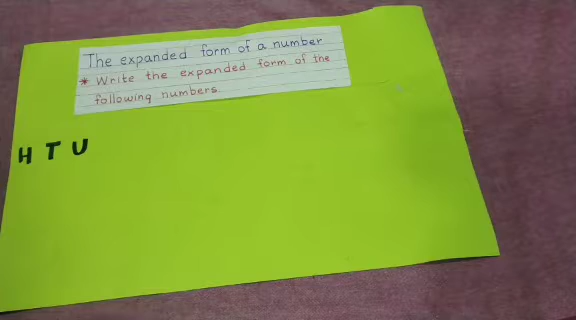 The expanded form of a number
* Write the expanded form of the
following numbers.
H T U